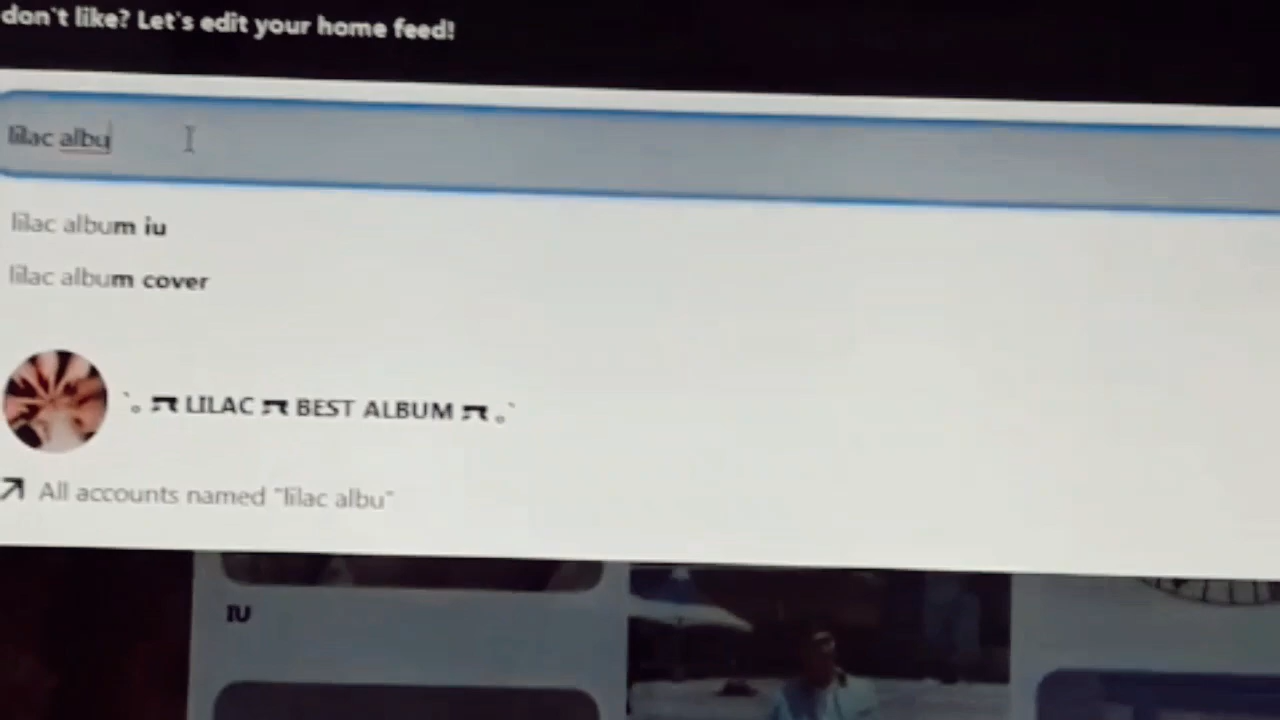 don't like? Let's edit your home feed!
lilac albu
lilac album iu
lilac album cover
`。ㅠ LILAC ㅠ BEST ALBUM ㅠ 。`
All accounts named "lilac albu"
IU